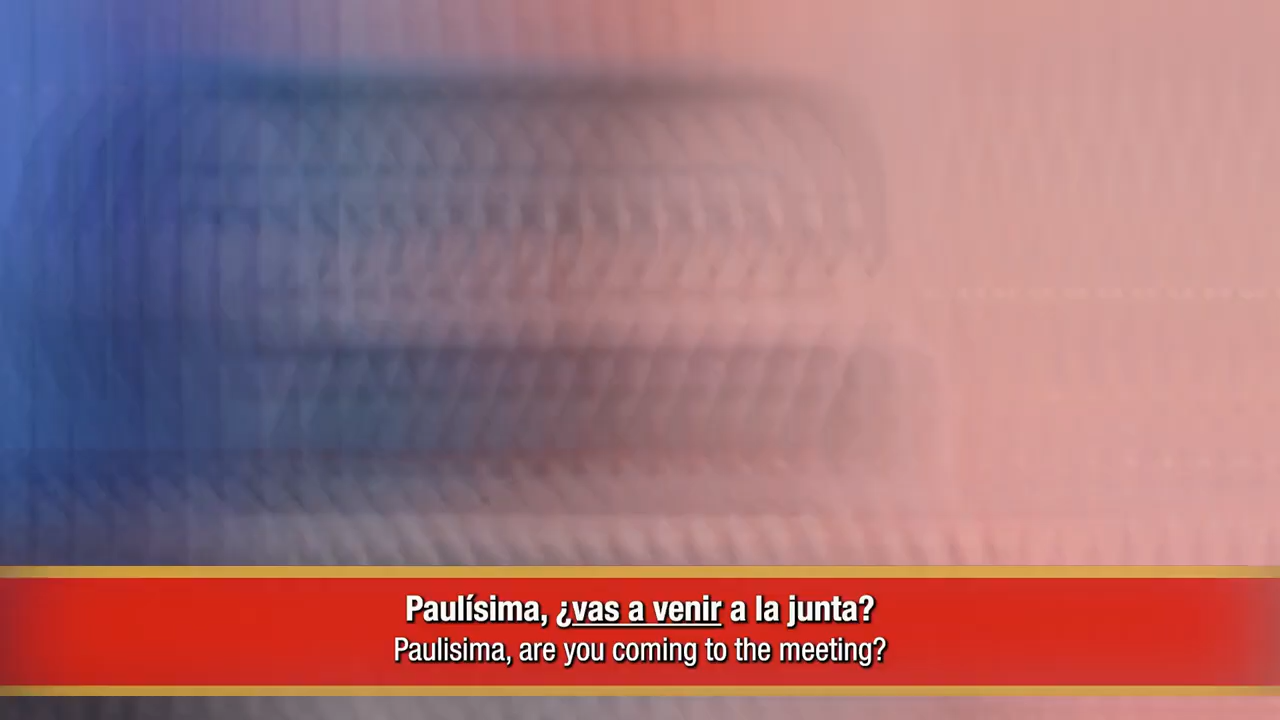 Paulísima, ¿vas a venir a la junta?
Paulisima, are you coming to the meeting?